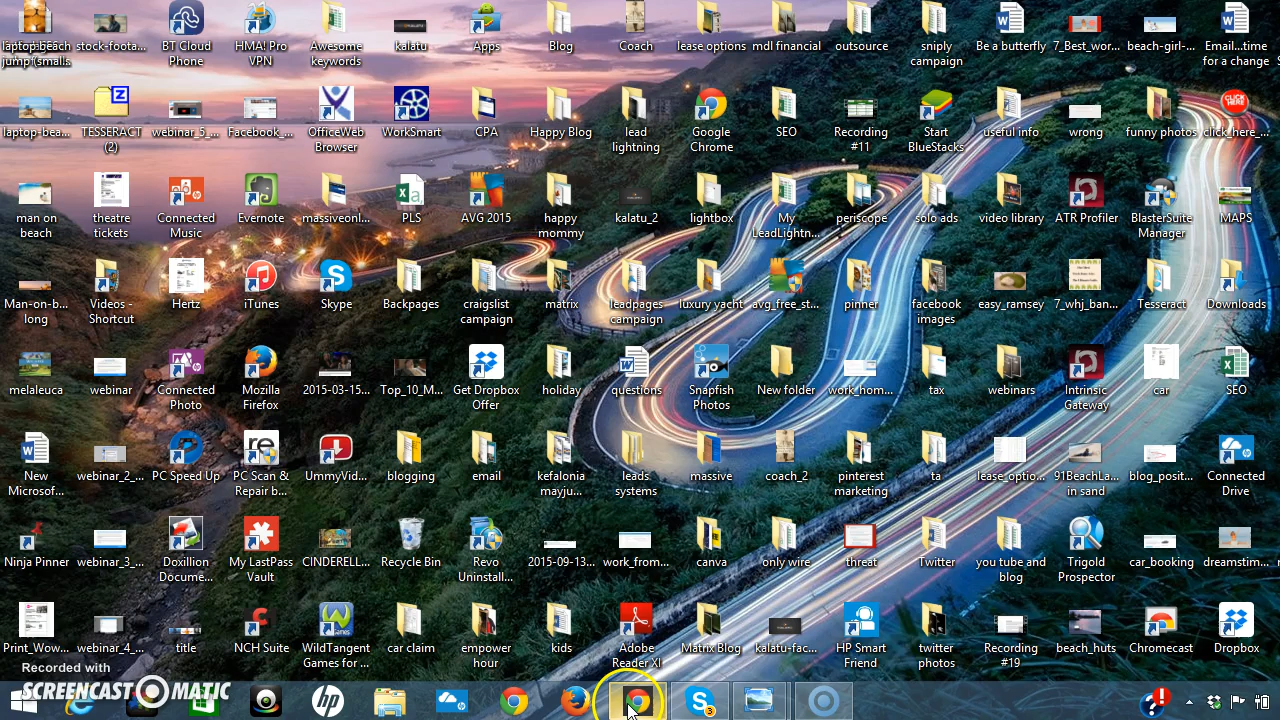 laptop-beach jump(smalls...
stock-foota...
BT Cloud Phone
HMA! Pro VPN
Awesome keywords
kalatu
Apps
Blog
Coach
lease options
mdl financial
outsource
sniply campaign
Be a butterfly
7_Best_wor...
beach-girl-...
Email...time for a change
laptop-bea...
TESSERACT (2)
webinar_5_...
Facebook_...
OfficeWeb Browser
WorkSmart
CPA
Happy Blog
lead lightning
Google Chrome
SEO
Recording #11
Start BlueStacks
useful info
wrong
funny photos
CLICK HERE
click_here_...
man on beach
theatre tickets
Connected Music
Evernote
massiveonl...
PLS
AVG 2015
happy mommy
kalatu_2
lightbox
My LeadLightn...
periscope
solo ads
video library
ATR Profiler
BlasterSuite Manager
MAPS
Man-on-b... long
Videos - Shortcut
Hertz
iTunes
Skype
Backpages
craigslist campaign
matrix
leadpages campaign
luxury yacht
avg_free_st...
pinner
facebook images
easy_ramsey
7_whj_ban...
Tesseract
Downloads
melaleuca
webinar
Connected Photo
Mozilla Firefox
2015-03-15...
Top_10_M...
Get Dropbox Offer
holiday
questions
Snapfish Photos
New folder
work_hom...
tax
webinars
Intrinsic Gateway
car
SEO
New Microsof...
webinar_2_...
PC Speed Up
PC Scan & Repair b...
UmmyVid...
blogging
email
kefalonia mayju...
leads systems
massive
coach_2
pinterest marketing
ta
lease_optio...
91BeachLa... in sand
blog_posit...
Connected Drive
Ninja Pinner
webinar_3_...
Doxillion Docume...
My LastPass Vault
CINDERELL...
Recycle Bin
Revo Uninstall...
2015-09-13...
work_from...
canva
only wire
threat
Twitter
you tube and blog
Trigold Prospector
car_booking
dreamstim...
Print_Wow...
webinar_4_...
title
NCH Suite
WildTangent Games for ...
car claim
empower hour
kids
Adobe Reader XI
Matrix Blog
kalatu-fac...
HP Smart Friend
twitter photos
Recording #19
beach_huts
Chromecast
Dropbox
Recorded with
SCREENCAST O MATIC